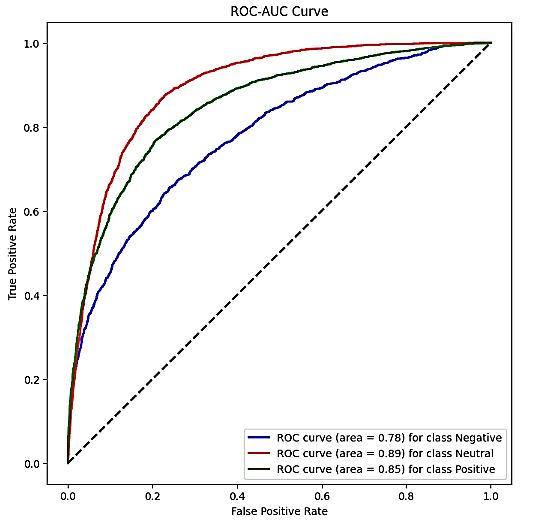 ROC-AUC Curve
1.0
0.8
0.6
0.4
0.2
0.0
True Positive Rate
ROC curve (area = 0.78) for class Negative
ROC curve (area = 0.89) for class Neutral
ROC curve (area = 0.85) for class Positive
0.0 0.2 0.4 0.6 0.8 1.0
False Positive Rate